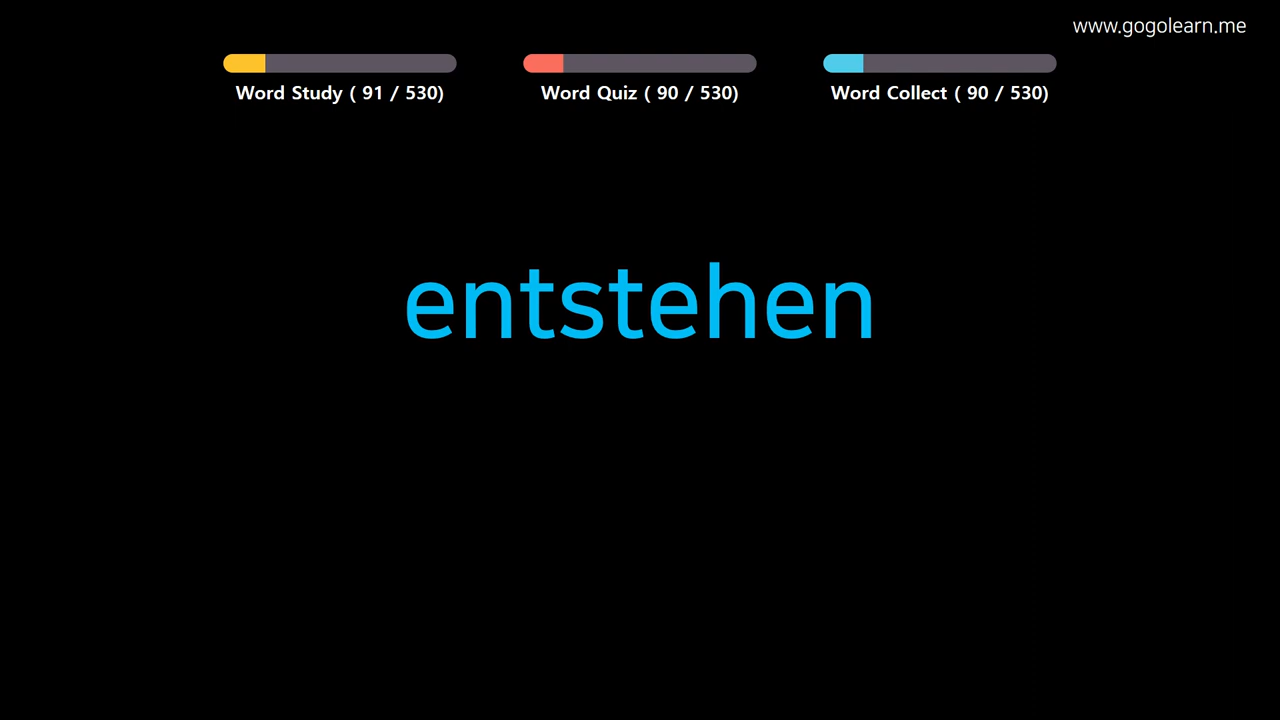 www.gogolearn.me
Word Study ( 91 / 530)
Word Quiz ( 90 / 530)
Word Collect ( 90 / 530)
entstehen